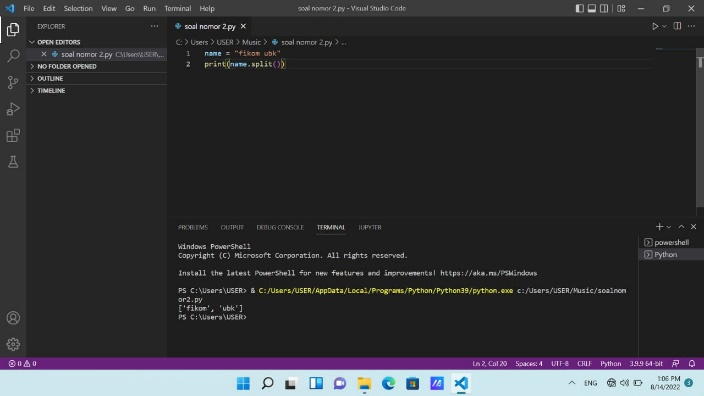 File Edit Selection View Go Run Terminal Help
soal nomor 2.py - Visual Studio Code
EXPLORER
OPEN EDITORS
soal nomor 2.py C:\Users\USER\...
NO FOLDER OPENED
OUTLINE
TIMELINE
soal nomor 2.py
C: > Users > USER > Music > soal nomor 2.py > ...
1 name = "fikom ubk"
2 print(name.split())
PROBLEMS OUTPUT DEBUG CONSOLE TERMINAL JUPYTER
powershell
Python
Windows PowerShell
Copyright (C) Microsoft Corporation. All rights reserved.
Install the latest PowerShell for new features and improvements! https://aka.ms/PSWindows
PS C:\Users\USER> & C:/Users/USER/AppData/Local/Programs/Python/Python39/python.exe c:/Users/USER/Music/soalnom
or2.py
['fikom', 'ubk']
PS C:\Users\USER>
0 0
Ln 2, Col 20 Spaces: 4 UTF-8 CRLF Python 3.9.9 64-bit
ENG
1:06 PM
8/14/2022
3